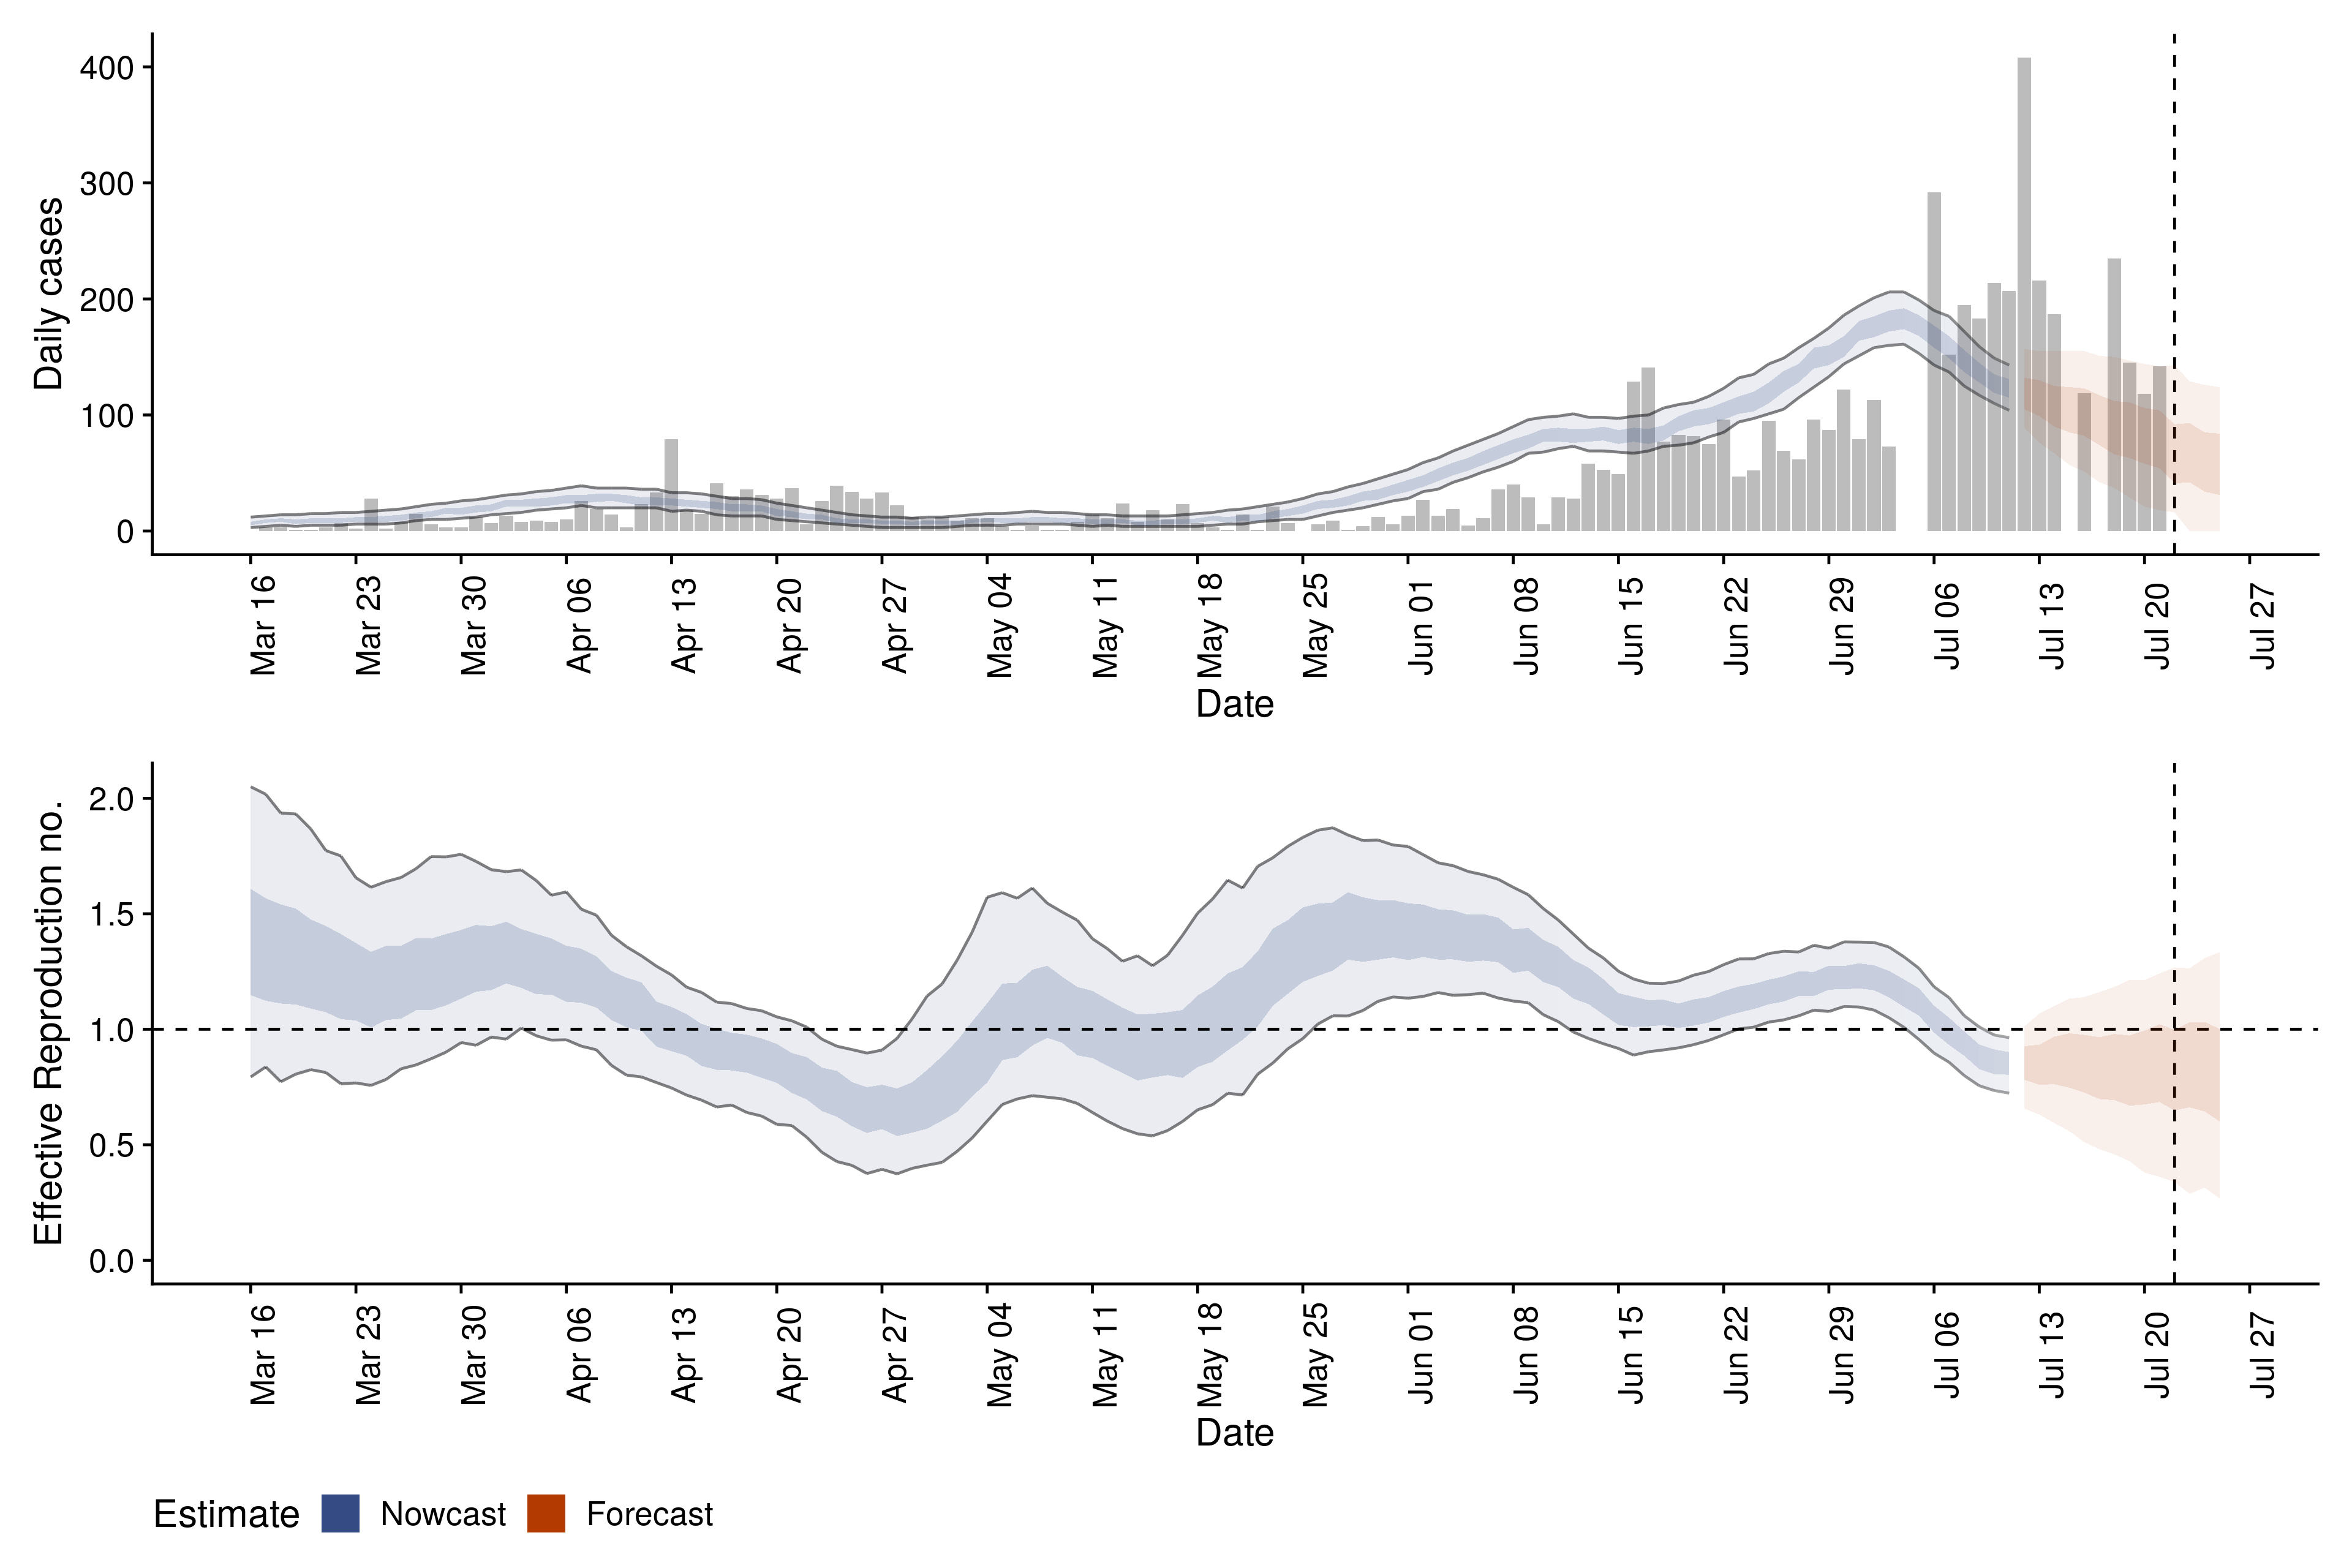 Daily cases
400
300
200
100
0
Mar 16 Mar 23 Mar 30 Apr 06 Apr 13 Apr 20 Apr 27 May 04 May 11 May 18 May 25 Jun 01 Jun 08 Jun 15 Jun 22 Jun 29 Jul 06 Jul 13 Jul 20 Jul 27
Date
Effective Reproduction no.
2.0
1.5
1.0
0.5
0.0
Mar 16 Mar 23 Mar 30 Apr 06 Apr 13 Apr 20 Apr 27 May 04 May 11 May 18 May 25 Jun 01 Jun 08 Jun 15 Jun 22 Jun 29 Jul 06 Jul 13 Jul 20 Jul 27
Date
Estimate Nowcast Forecast